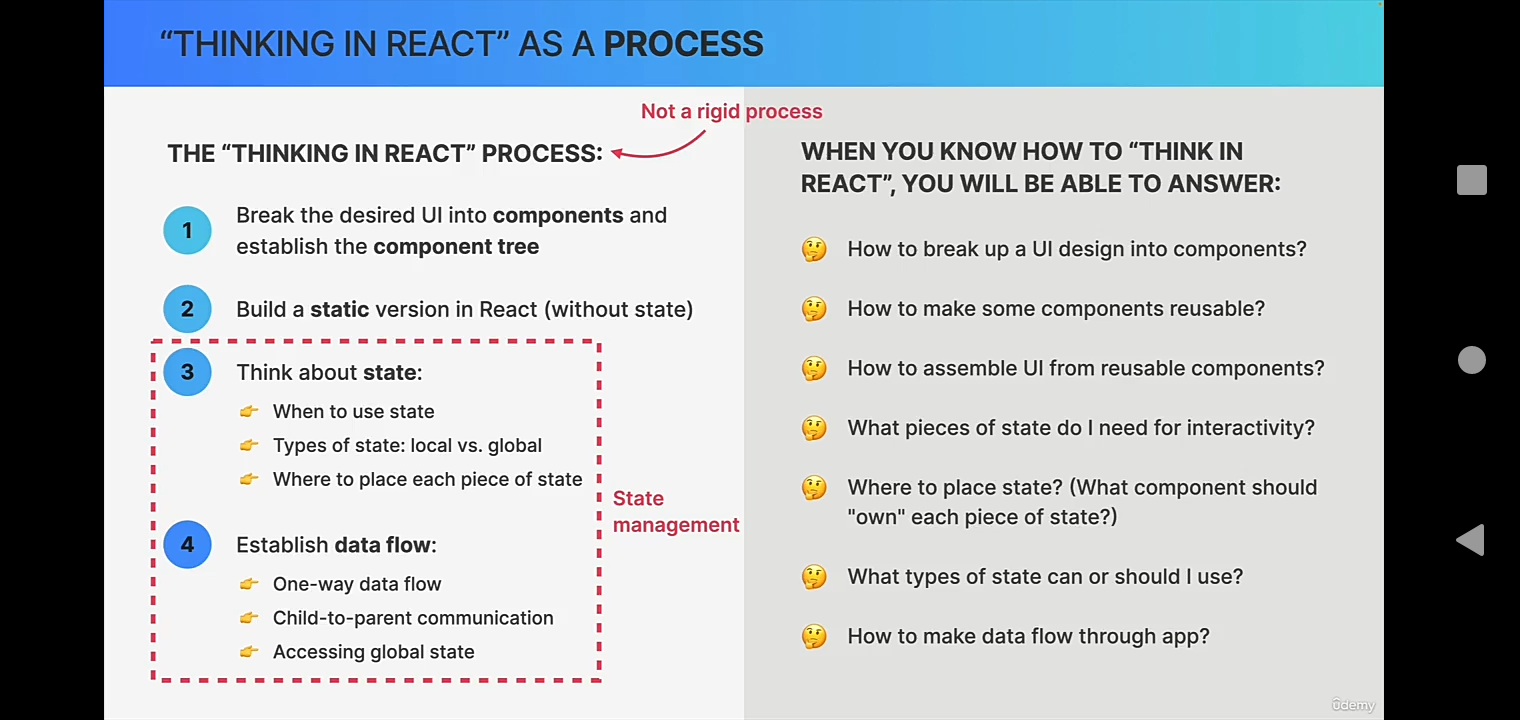 “THINKING IN REACT” AS A PROCESS
Not a rigid process
THE “THINKING IN REACT” PROCESS:
1
Break the desired UI into components and
establish the component tree
2
Build a static version in React (without state)
3
Think about state:
When to use state
Types of state: local vs. global
Where to place each piece of state
State
management
4
Establish data flow:
One-way data flow
Child-to-parent communication
Accessing global state
WHEN YOU KNOW HOW TO “THINK IN
REACT”, YOU WILL BE ABLE TO ANSWER:
How to break up a UI design into components?
How to make some components reusable?
How to assemble UI from reusable components?
What pieces of state do I need for interactivity?
Where to place state? (What component should
"own" each piece of state?)
What types of state can or should I use?
How to make data flow through app?
ûdemy